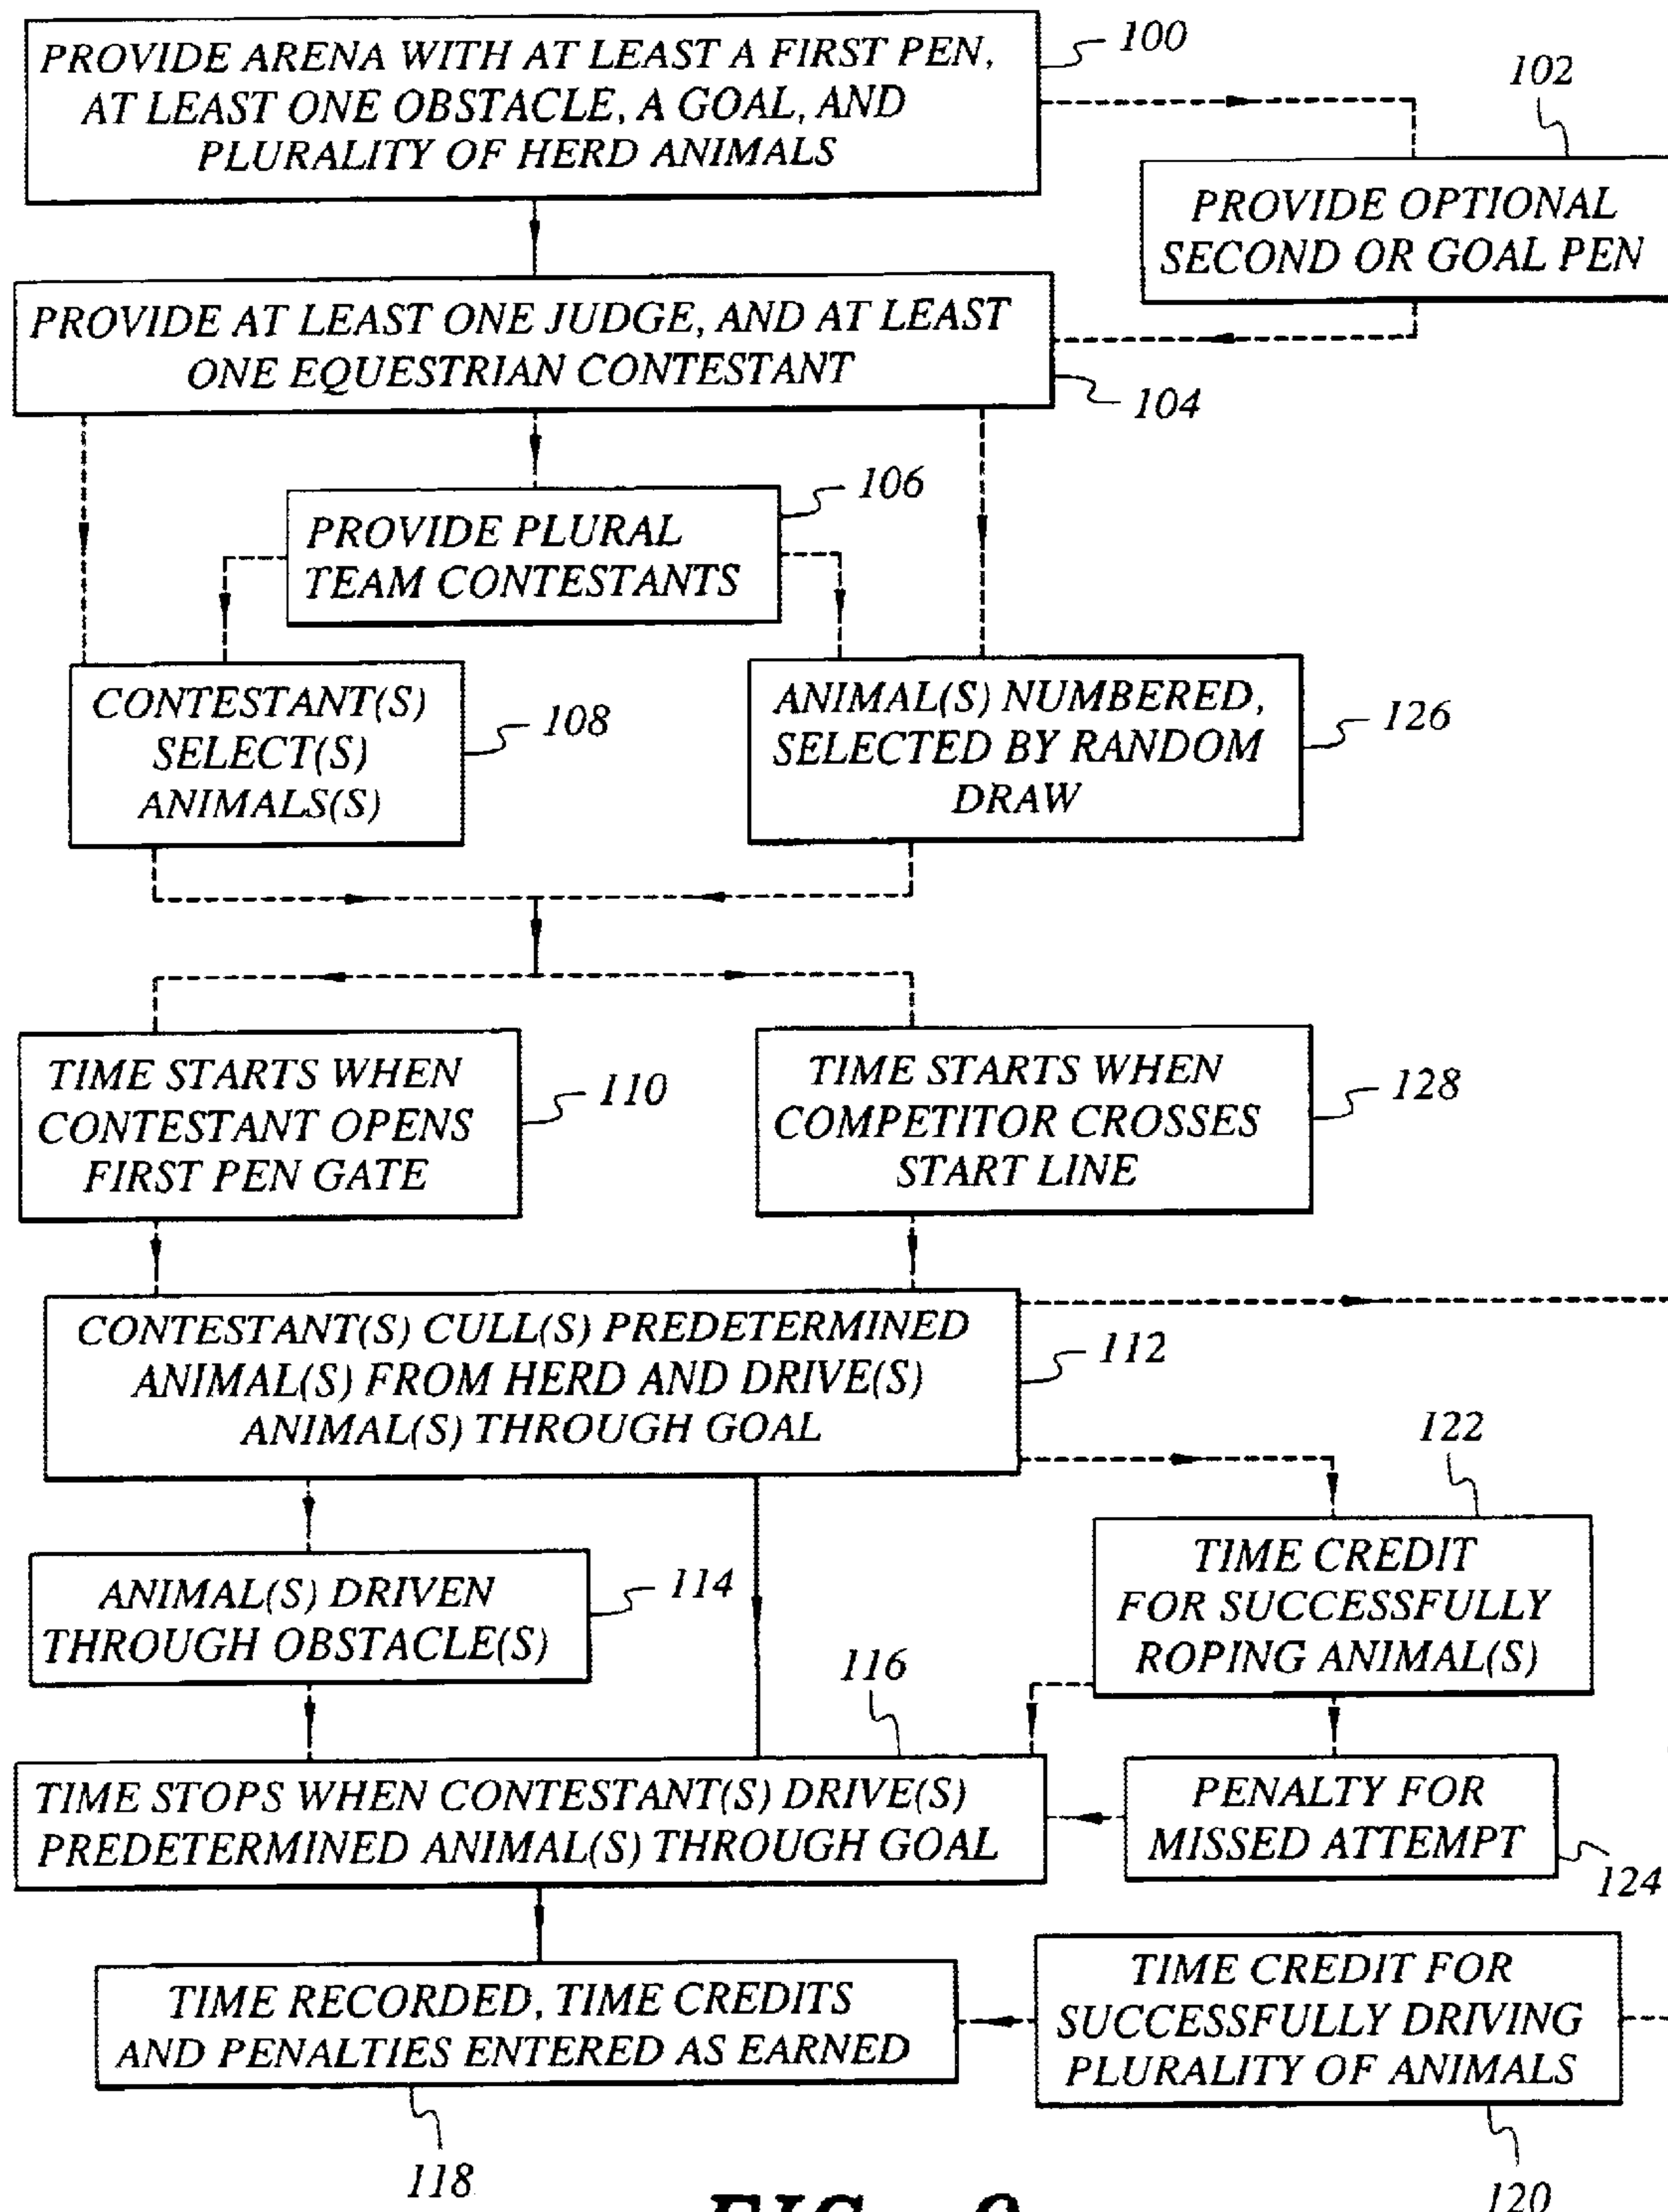 PROVIDE ARENA WITH AT LEAST A FIRST PEN,
AT LEAST ONE OBSTACLE, A GOAL, AND
PLURALITY OF HERD ANIMALS
100
102
PROVIDE OPTIONAL
SECOND OR GOAL PEN
PROVIDE AT LEAST ONE JUDGE, AND AT LEAST
ONE EQUESTRIAN CONTESTANT
104
106
PROVIDE PLURAL
TEAM CONTESTANTS
CONTESTANT(S)
SELECT(S)
ANIMALS(S)
108
ANIMAL(S) NUMBERED,
SELECTED BY RANDOM
DRAW
126
TIME STARTS WHEN
CONTESTANT OPENS
FIRST PEN GATE
110
TIME STARTS WHEN
COMPETITOR CROSSES
START LINE
128
CONTESTANT(S) CULL(S) PREDETERMINED
ANIMAL(S) FROM HERD AND DRIVE(S)
ANIMAL(S) THROUGH GOAL
112
122
TIME CREDIT
FOR SUCCESSFULLY
ROPING ANIMAL(S)
ANIMAL(S) DRIVEN
THROUGH OBSTACLE(S)
114
116
TIME STOPS WHEN CONTESTANT(S) DRIVE(S)
PREDETERMINED ANIMAL(S) THROUGH GOAL
PENALTY FOR
MISSED ATTEMPT
124
TIME RECORDED, TIME CREDITS
AND PENALTIES ENTERED AS EARNED
118
TIME CREDIT FOR
SUCCESSFULLY DRIVING
PLURALITY OF ANIMALS
120
FIG.